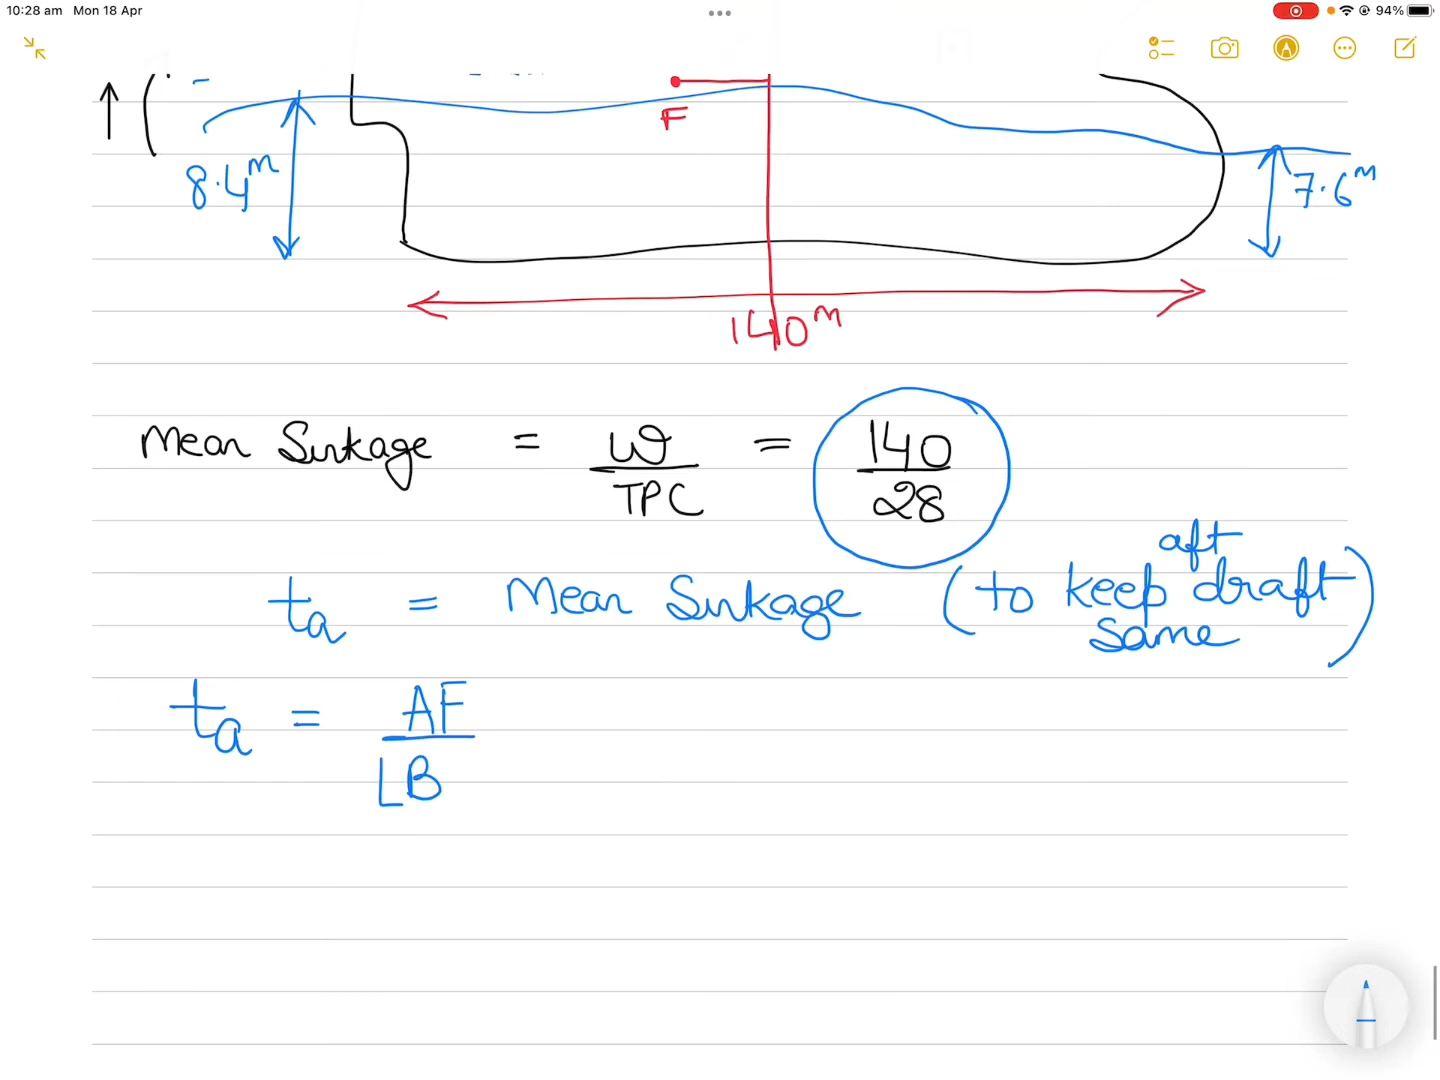 10:28 am Mon 18 Apr
94%
F
8.4m
7.6m
140m
Mean Sinkage = W/TPC = 140/28
aft
ta = Mean Sinkage (to keep draft same)
ta = AF/LB